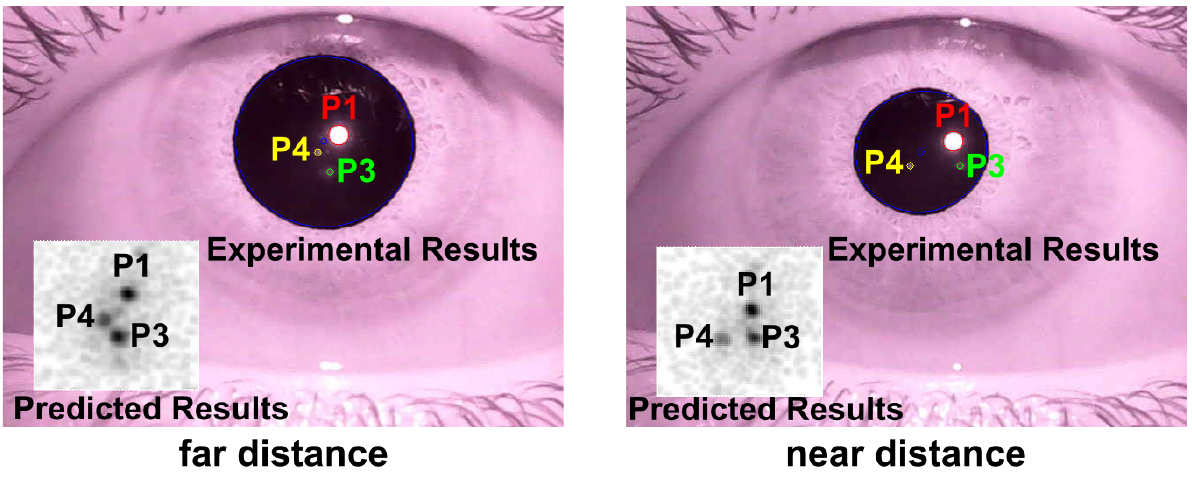 P1
P4
P3
Experimental Results
P1
P4
P3
Predicted Results
far distance
P1
P4
P3
Experimental Results
P1
P4
P3
Predicted Results
near distance